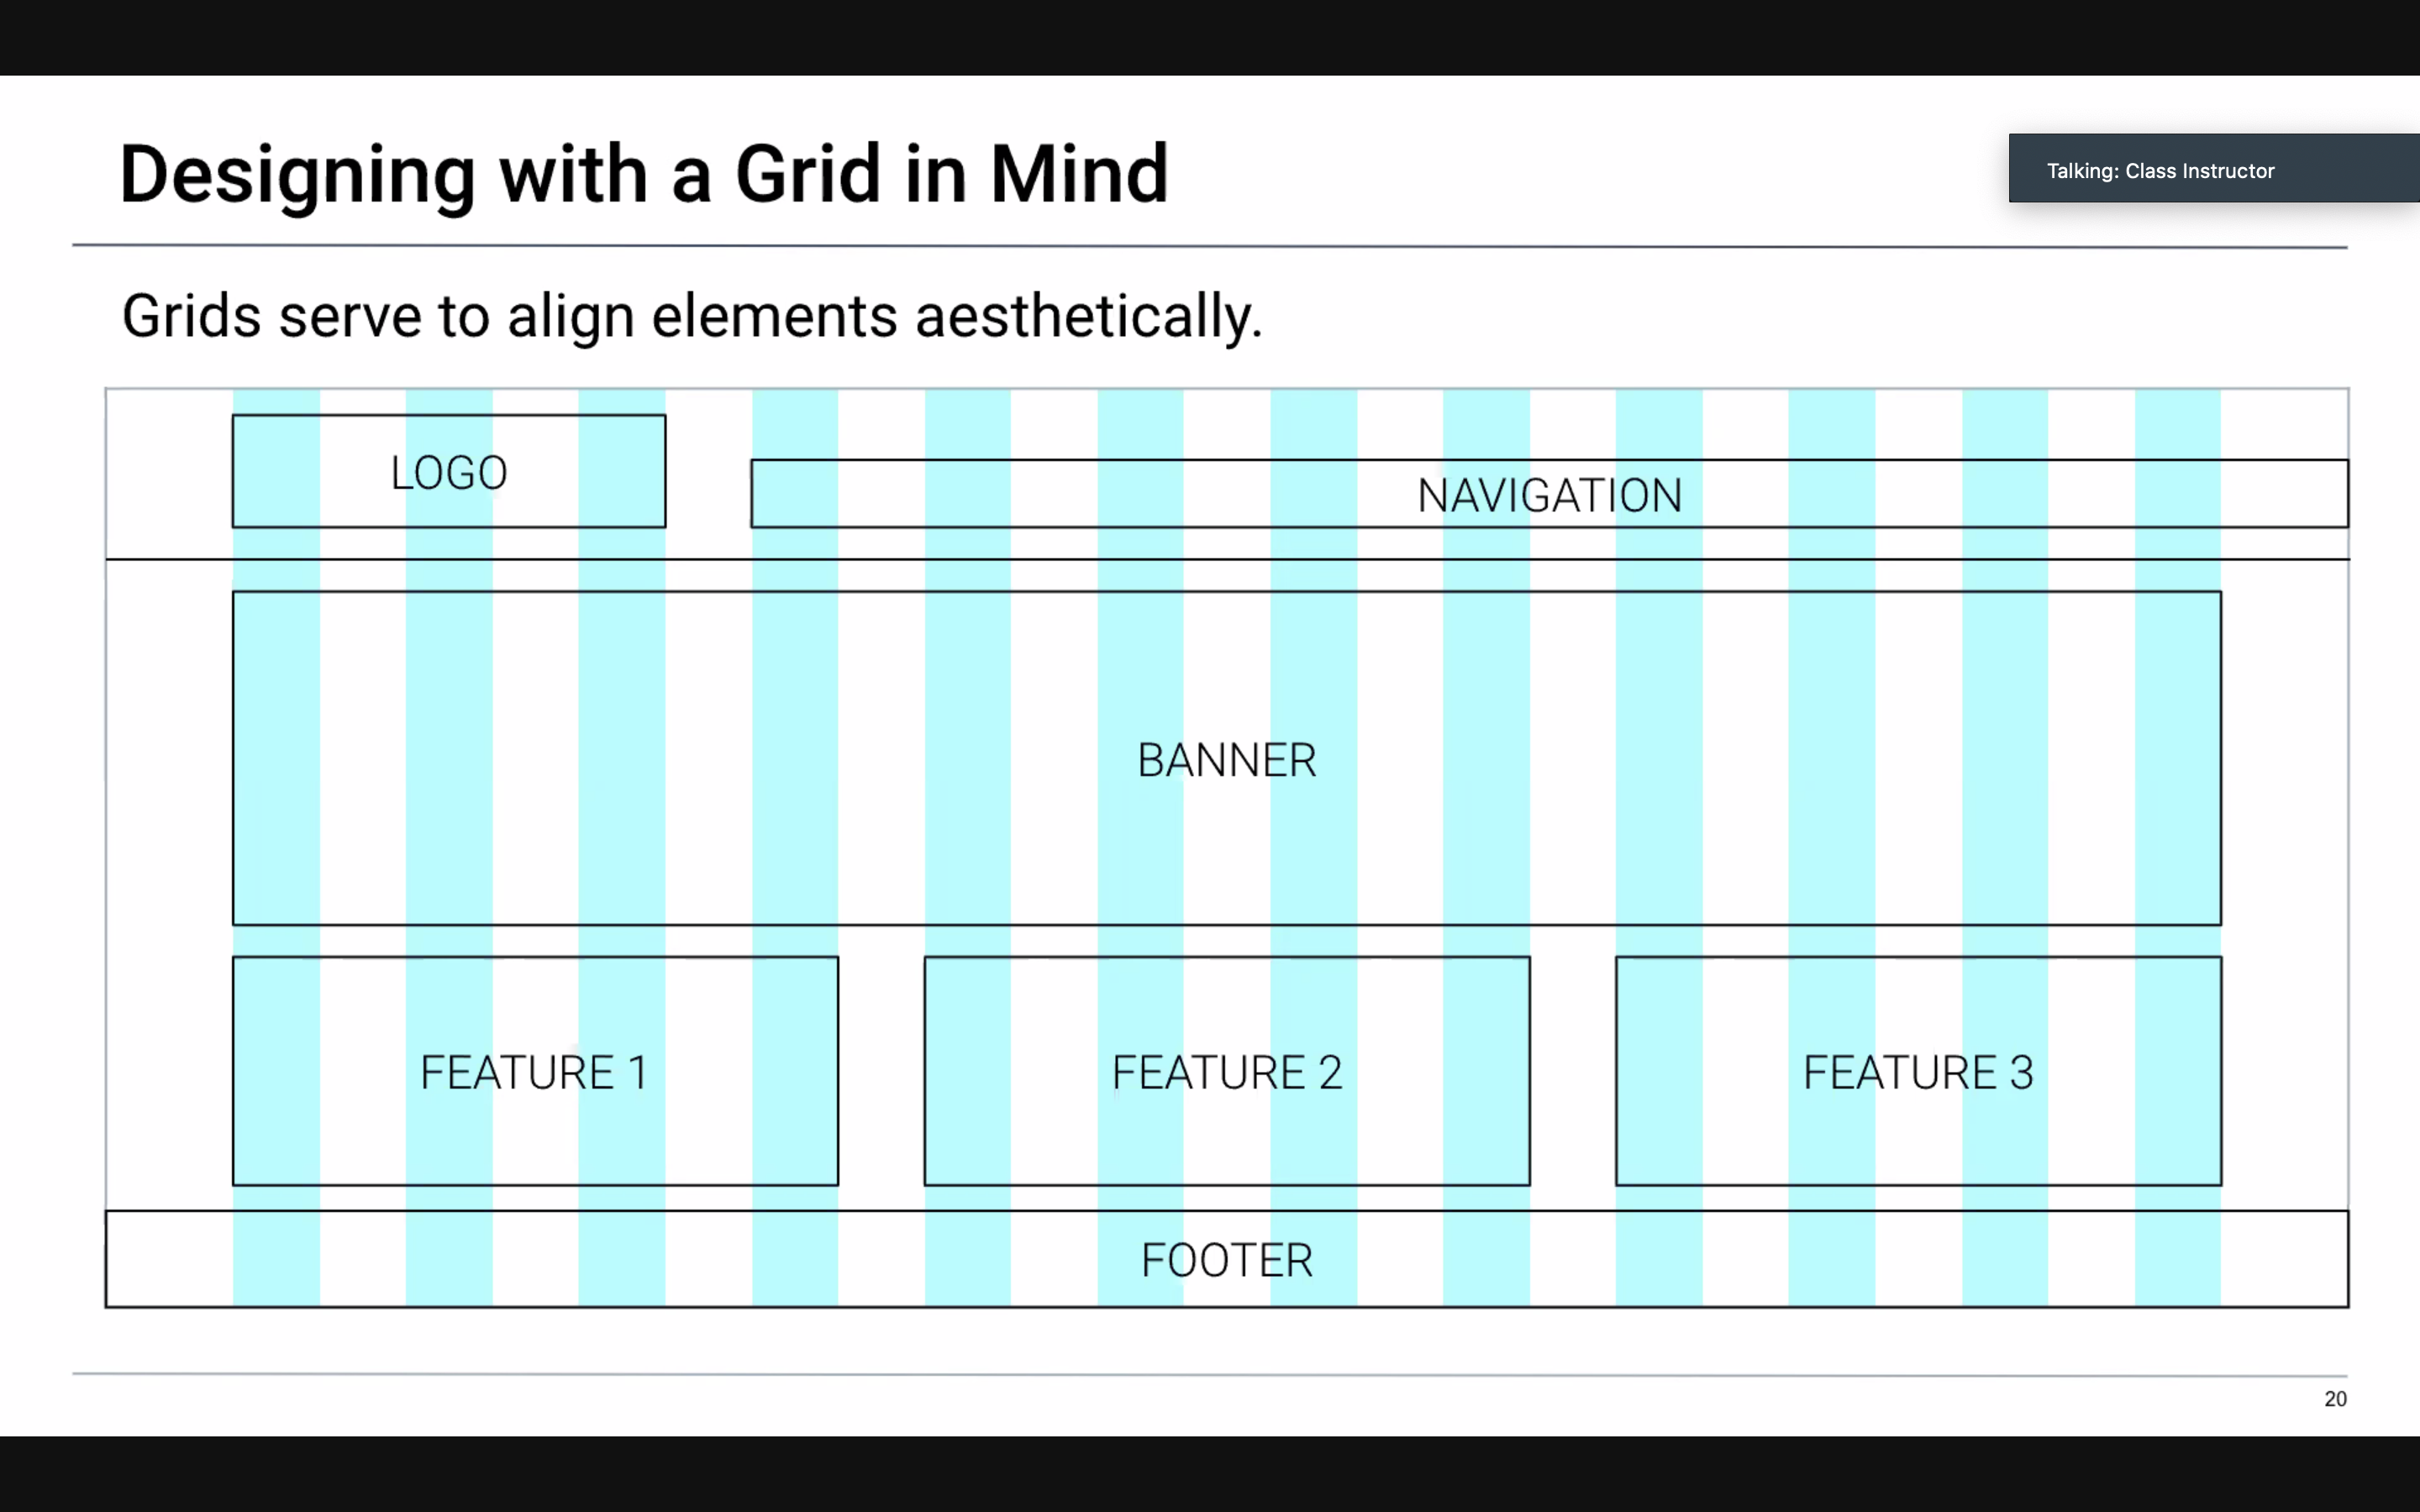 Designing with a Grid in Mind
Talking: Class Instructor
Grids serve to align elements aesthetically.
LOGO
NAVIGATION
BANNER
FEATURE 1
FEATURE 2
FEATURE 3
FOOTER
20